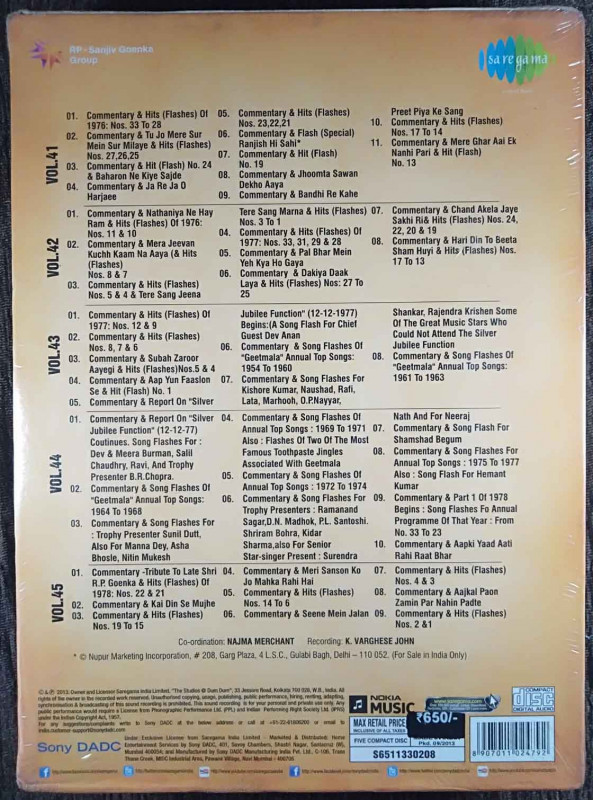 RP - Sanjiv Goenka
Group
saregama
VOL.41
01. Commentary & Hits (Flashes) Of
1976: Nos. 33 To 28
02. Commentary & Tu Jo Mere Sur
Mein Sur Milaye & Hits (Flashes)
Nos. 27,26,25
03. Commentary & Hit (Flash) No. 24
& Baharon Ne Kiye Sajde
04. Commentary & Ja Re Ja O
Harjaee
05. Commentary & Hits (Flashes)
Nos. 23,22,21
06. Commentary & Flash (Special)
Ranjish Hi Sahi*
07. Commentary & Hit (Flash)
No. 19
08. Commentary & Jhoomta Sawan
Dekho Aaya
09. Commentary & Bandhi Re Kahe
Preet Piya Ke Sang
10. Commentary & Hits (Flashes)
Nos. 17 To 14
11. Commentary & Mere Ghar Aai Ek
Nanhi Pari & Hit (Flash)
No. 13
VOL.42
01. Commentary & Nathaniya Ne Hay
Ram & Hits (Flashes) Of 1976:
Nos. 11 & 10
02. Commentary & Mera Jeevan
Kuchh Kaam Na Aaya (& Hits
(Flashes)
Nos. 8 & 7
03. Commentary & Hits (Flashes)
Nos. 5 & 4 & Tere Sang Jeena
Tere Sang Marna & Hits (Flashes)
Nos. 3 To 1
04. Commentary & Hits (Flashes) Of
1977: Nos. 33, 31, 29 & 28
05. Commentary & Pal Bhar Mein
Yeh Kya Ho Gaya
06. Commentary & Dakiya Daak
Laya & Hits (Flashes) Nos: 27 To
25
07. Commentary & Chand Akela Jaye
Sakhi Ri& Hits (Flashes) Nos. 24,
22, 20 & 19
08. Commentary & Hari Din To Beeta
Sham Huyi & Hits (Flashes) Nos.
17 To 13
VOL.43
01. Commentary & Hits (Flashes) Of
1977: Nos. 12 & 9
02. Commentary & Hits (Flashes)
Nos. 8, 7 & 6
03. Commentary & Subah Zaroor
Aayegi & Hits (Flashes)Nos.5 & 4
04. Commentary & Aap Yun Faaslon
Se & Hit (Flash) No. 1
05. Commentary & Report On "Silver
Jubilee Function" (12-12-1977)
Begins:(A Song Flash For Chief
Guest Dev Anan
06. Commentary & Song Flashes Of
"Geetmala" Annual Top Songs:
1954 To 1960
07. Commentary & Song Flashes For
Kishore Kumar, Naushad, Rafi,
Lata, Marhooh, O.P.Nayyar,
Shankar, Rajendra Krishen Some
Of The Great Music Stars Who
Could Not Attend The Silver
Jubilee Function
08. Commentary & Song Flashes Of
"Geetmala" Annual Top Songs:
1961 To 1963
VOL.44
01. Commentary & Report On "Silver
Jubilee Function" (12-12-77)
Coutinues. Song Flashes For :
Dev & Meera Burman, Salil
Chaudhry, Ravi, And Trophy
Presenter B.R.Chopra.
02. Commentary & Song Flashes Of
"Geetmala" Annual Top Songs:
1964 To 1968
03. Commentary & Song Flashes For
: Trophy Presenter Sunil Dutt,
Also For Manna Dey, Asha
Bhosle, Nitin Mukesh
04. Commentary & Song Flashes Of
Annual Top Songs : 1969 To 1971
Also : Flashes Of Two Of The Most
Famous Toothpaste Jingles
Associated With Geetmala
05. Commentary & Song Flashes Of
Annual Top Songs : 1972 To 1974
06. Commentary & Song Flashes For
Trophy Presenters : Ramanand
Sagar,D.N. Madhok, P.L. Santoshi.
Shriram Bohra, Kidar
Sharma,also For Senior
Star-singer Present : Surendra
Nath And For Neeraj
07. Commentary & Song Flash For
Shamshad Begum
08. Commentary & Song Flashes For
Annual Top Songs : 1975 To 1977
Also : Song Flash For Hemant
Kumar
09. Commentary & Part 1 Of 1978
Begins : Song Flashes Fo Annual
Programme Of That Year : From
No. 33 To 23
10. Commentary & Aapki Yaad Aati
Rahi Raat Bhar
VOL.45
01. Commentary -Tribute To Late Shri
R.P. Goenka & Hits (Flashes) Of
1978: Nos. 22 & 21
02. Commentary & Kai Din Se Mujhe
03. Commentary & Hits (Flashes)
Nos. 19 To 15
04. Commentary & Meri Sanson Ko
Jo Mahka Rahi Hai
05. Commentary & Hits (Flashes)
Nos. 14 To 6
06. Commentary & Seene Mein Jalan
07. Commentary & Hits (Flashes)
Nos. 4 & 3
08. Commentary & Aajkal Paon
Zamin Par Nahin Padte
09. Commentary & Hits (Flashes)
Nos. 2 &1
Co-ordination: NAJMA MERCHANT Recording: K. VARGHESE JOHN
* © Nupur Marketing Incorporation, # 208, Garg Plaza, 4 L.S.C., Gulabi Bagh, Delhi – 110 052. (For Sale in India Only)
NOKIA
MUSIC
COMPACT
disc
DIGITAL AUDIO
MAX RETAIL PRICE
INCLUSIVE OF ALL TAXES
₹650/-
FIVE COMPACT DISC
Pkd. 09/2013
S6511330208
8 907011 024792
Sony DADC